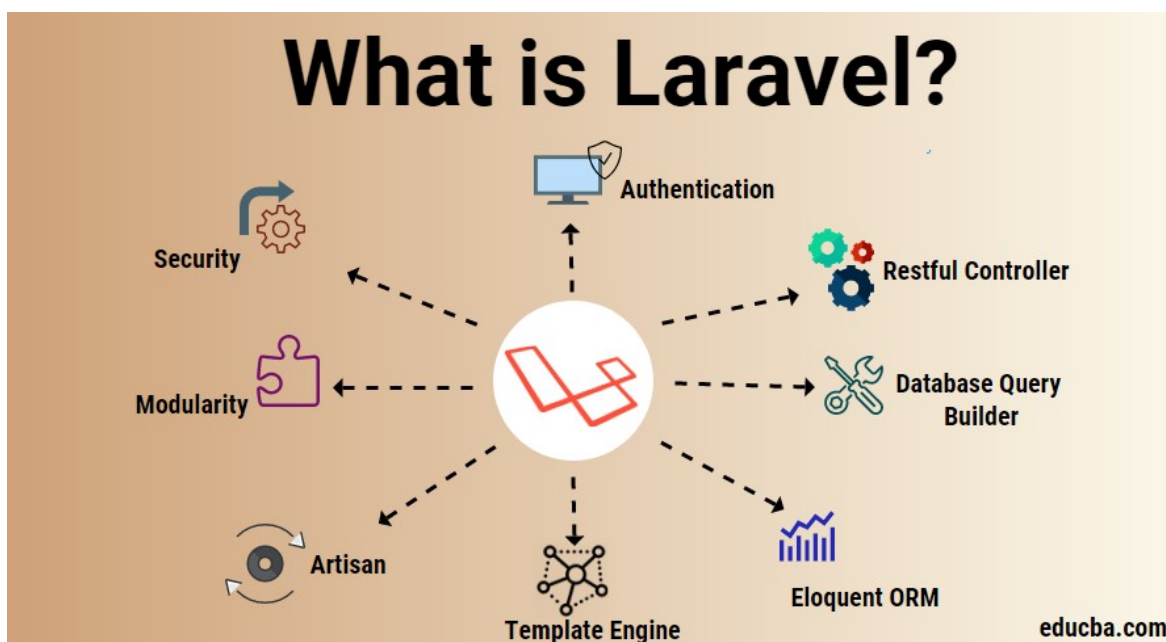 What is Laravel?
Authentication
Security
Restful Controller
Modularity
Database Query
Builder
Artisan
Eloquent ORM
Template Engine
educba.com